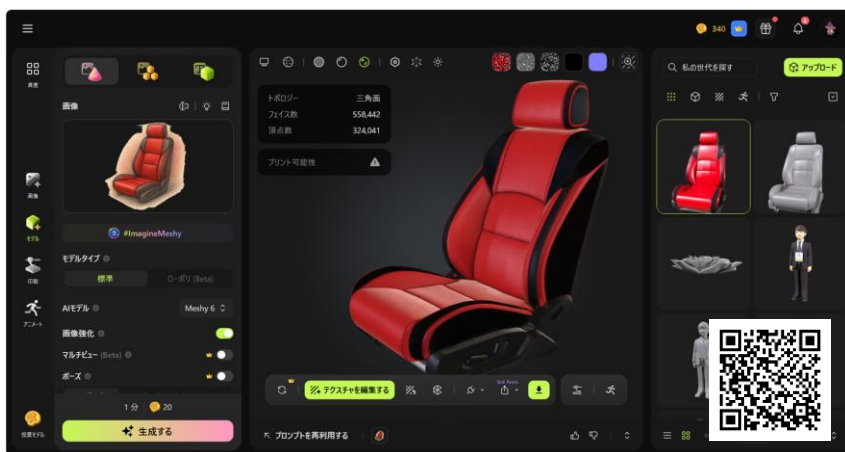 340
6
資産
画像
モデル
印刷
アニメート
画像
#ImagineMeshy
モデルタイプ
標準
ローポリ (Beta)
AIモデル
Meshy 6
画像強化
マルチビュー (Beta)
ポーズ
1 分
20
生成する
トポロジー
三角面
フェイス数
558,442
頂点数
324,041
プリント可能性
テクスチャを編集する
プロンプトを再利用する
私の世代を探す
アップロード